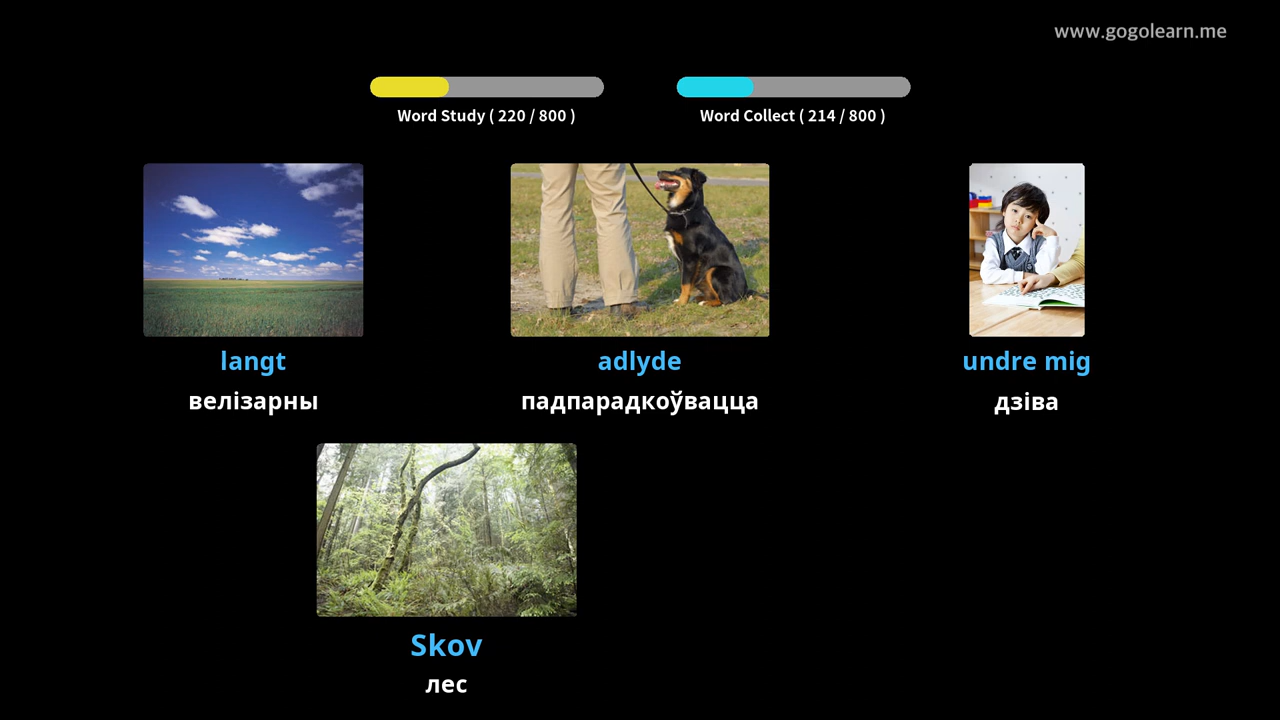 www.gogolearn.me
Word Study ( 220 / 800 )
Word Collect ( 214 / 800 )
langt
adlyde
undre mig
велізарны
падпарадкоўвацца
дзіва
Skov
лес